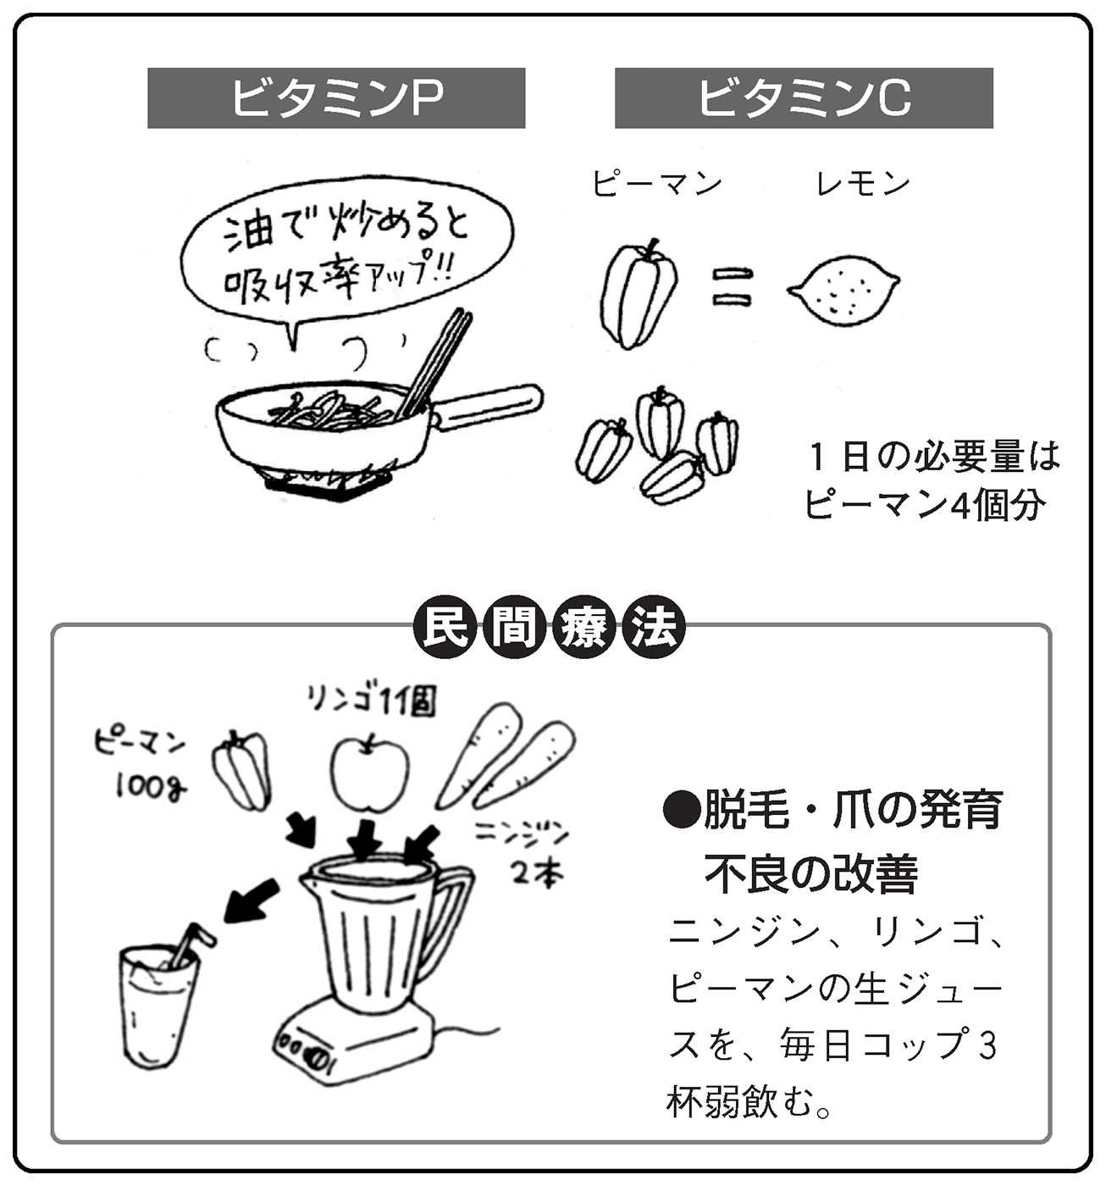 ビタミンP
油で炒めると
吸収率アップ!!
ビタミンC
ピーマン
レモン
1日の必要量は
ピーマン4個分
民間療法
リンゴ1個
ピーマン
100g
ニンジン
2本
●脱毛・爪の発育
不良の改善
ニンジン、リンゴ、
ピーマンの生ジュー
スを、毎日コップ3
杯弱飲む。